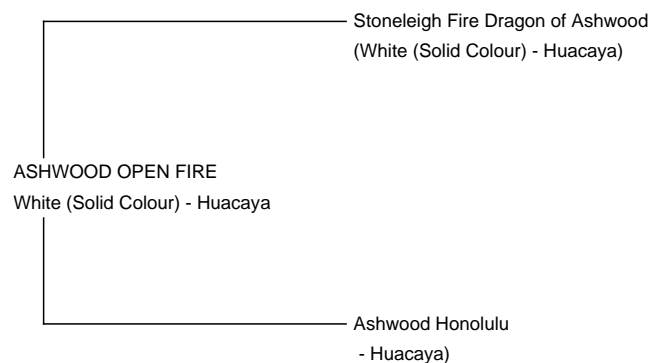 Stoneleigh Fire Dragon of Ashwood
(White (Solid Colour) - Huacaya)
ASHWOOD OPEN FIRE
White (Solid Colour) - Huacaya
Ashwood Honolulu
- Huacaya)